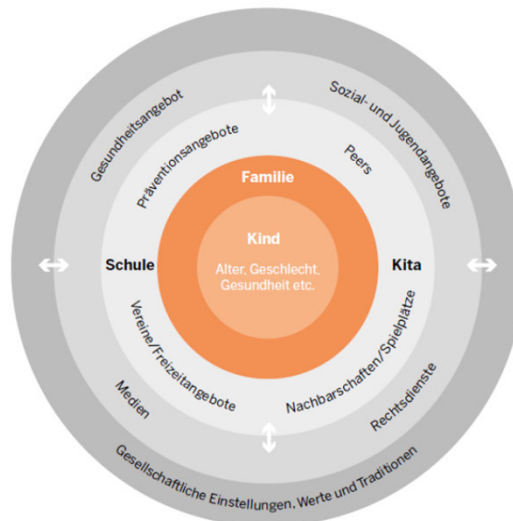 Gesundheitsangebot
Sozial- und Jugendangebote
Präventionsangebote
Peers
Familie
Kind
Alter, Geschlecht,
Gesundheit etc.
Schule
Kita
Vereine/Freizeitangebote
Nachbarschaften/Spielplätze
Medien
Rechtsdienste
Gesellschaftliche Einstellungen, Werte und Traditionen